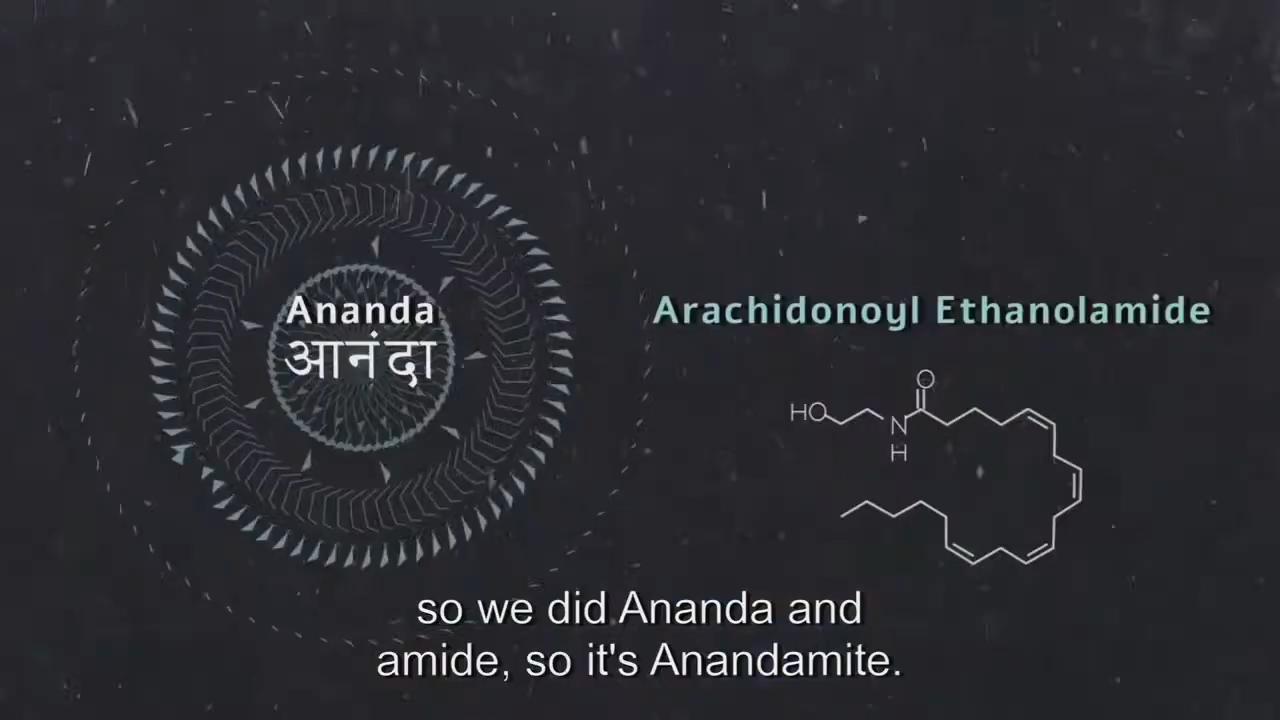 Ananda
आनंदा
Arachidonoyl Ethanolamide
O
HO
N
H
so we did Ananda and
amide, so it's Anandamite.